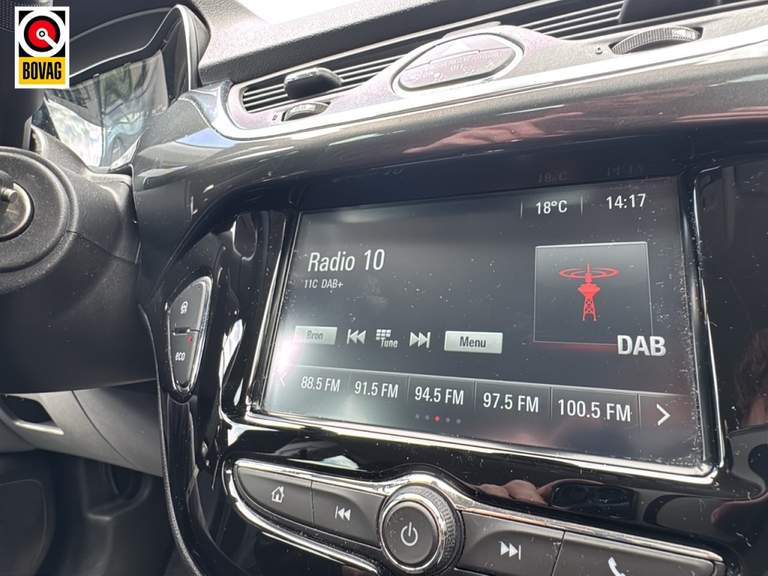 BOVAG
18°C 14:17
Radio 10
11C DAB+
DAB
Bron Tune Menu
88.5 FM 91.5 FM 94.5 FM 97.5 FM 100.5 FM
ECO